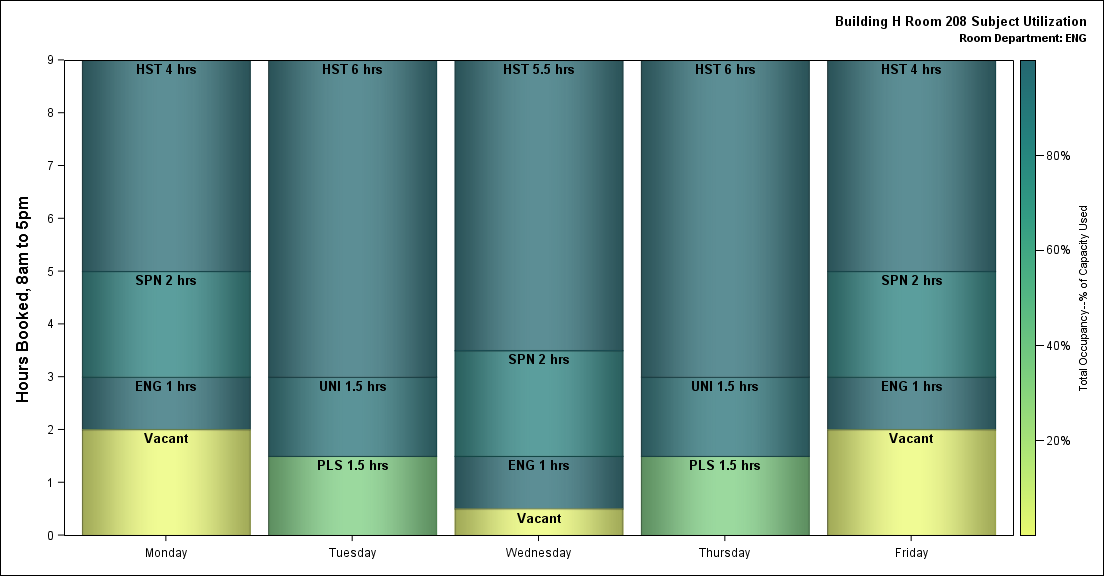 Building H Room 208 Subject Utilization
Room Department: ENG
Hours Booked, 8am to 5pm
9
8
7
6
5
4
3
2
1
0
HST 4 hrs
SPN 2 hrs
ENG 1 hrs
Vacant
HST 6 hrs
UNI 1.5 hrs
PLS 1.5 hrs
HST 5.5 hrs
SPN 2 hrs
ENG 1 hrs
Vacant
HST 6 hrs
UNI 1.5 hrs
PLS 1.5 hrs
HST 4 hrs
SPN 2 hrs
ENG 1 hrs
Vacant
Monday
Tuesday
Wednesday
Thursday
Friday
80%
60%
40%
20%
Total Occupancy--% of Capacity Used